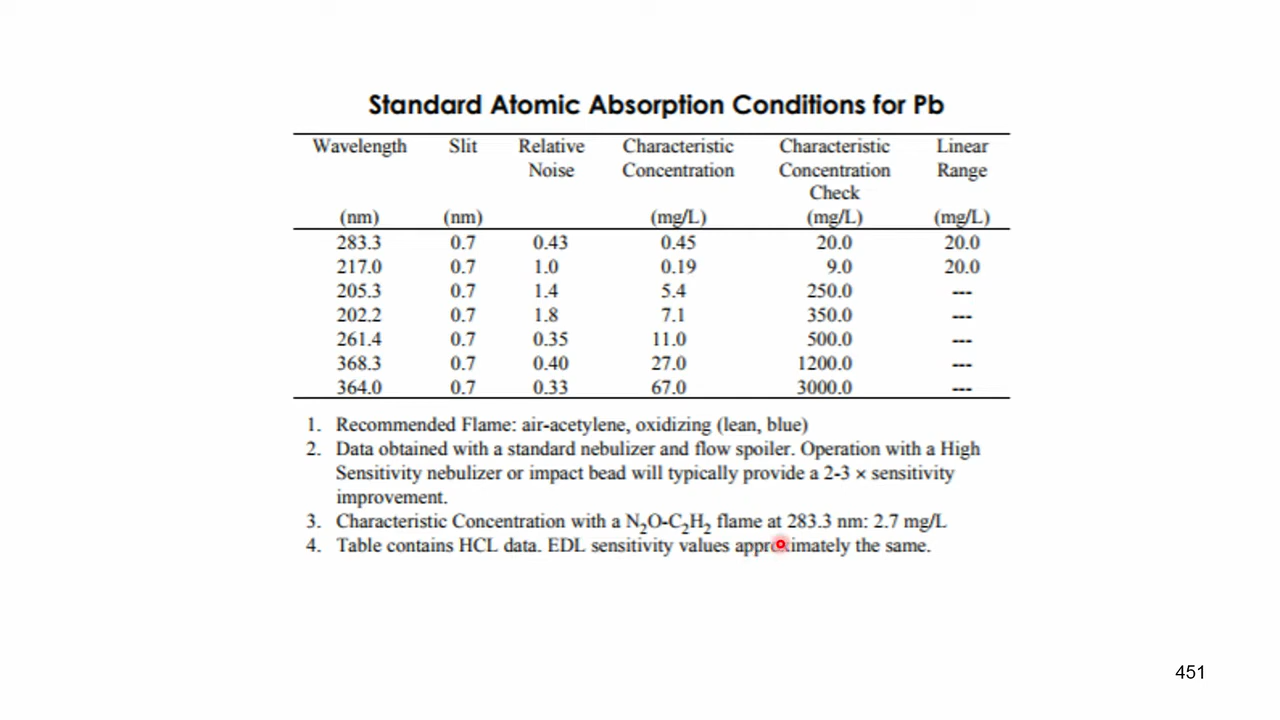 Standard Atomic Absorption Conditions for Pb
Wavelength Slit Relative Characteristic Characteristic Linear
Noise Concentration Concentration Range
Check
(nm) (nm) (mg/L) (mg/L) (mg/L)
283.3 0.7 0.43 0.45 20.0 20.0
217.0 0.7 1.0 0.19 9.0 20.0
205.3 0.7 1.4 5.4 250.0 ---
202.2 0.7 1.8 7.1 350.0 ---
261.4 0.7 0.35 11.0 500.0 ---
368.3 0.7 0.40 27.0 1200.0 ---
364.0 0.7 0.33 67.0 3000.0 ---
1. Recommended Flame: air-acetylene, oxidizing (lean, blue)
2. Data obtained with a standard nebulizer and flow spoiler. Operation with a High
Sensitivity nebulizer or impact bead will typically provide a 2-3 × sensitivity
improvement.
3. Characteristic Concentration with a N₂O-C₂H₂ flame at 283.3 nm: 2.7 mg/L
4. Table contains HCL data. EDL sensitivity values approximately the same.
451